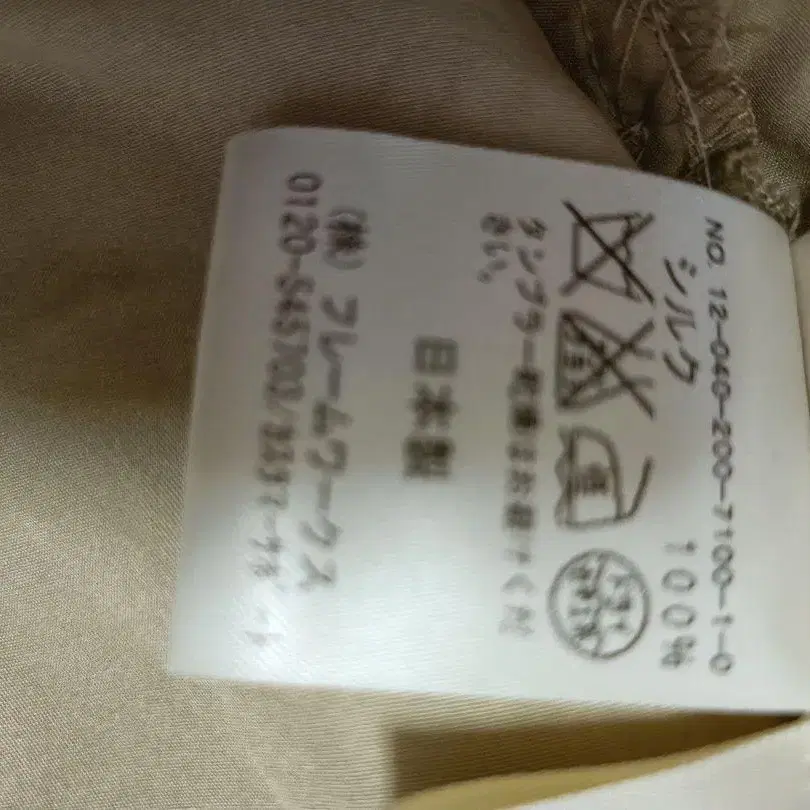 NO. 12-040-200-7100-1-0
シルク 100%
タンブラー乾燥はお避けくだ
さい。
日本製
(株)フレームワークス